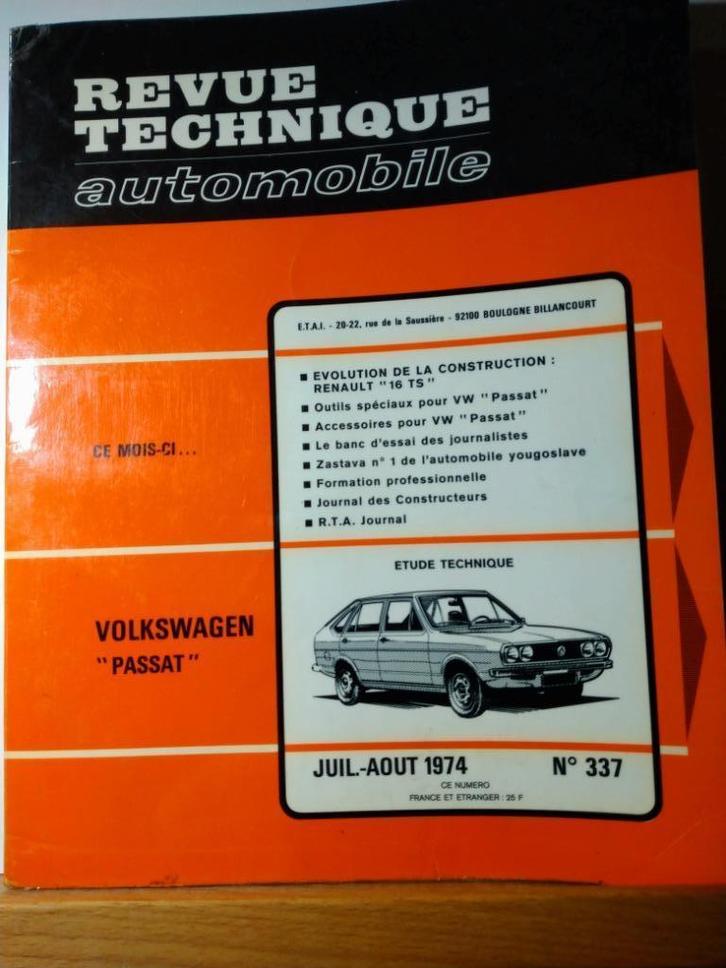 REVUE
TECHNIQUE
automobile
E.T.A.I. - 20-22, rue de la Saussière - 92100 BOULOGNE BILLANCOURT
■ EVOLUTION DE LA CONSTRUCTION :
RENAULT "16 TS"
■ Outils spéciaux pour VW "Passat"
■ Accessoires pour VW "Passat"
■ Le banc d'essai des journalistes
■ Zastava n° 1 de l'automobile yougoslave
■ Formation professionnelle
■ Journal des Constructeurs
■ R.T.A. Journal
CE MOIS-CI...
ETUDE TECHNIQUE
VOLKSWAGEN
"PASSAT"
JUIL.-AOUT 1974 N° 337
CE NUMERO
FRANCE ET ETRANGER : 25 F